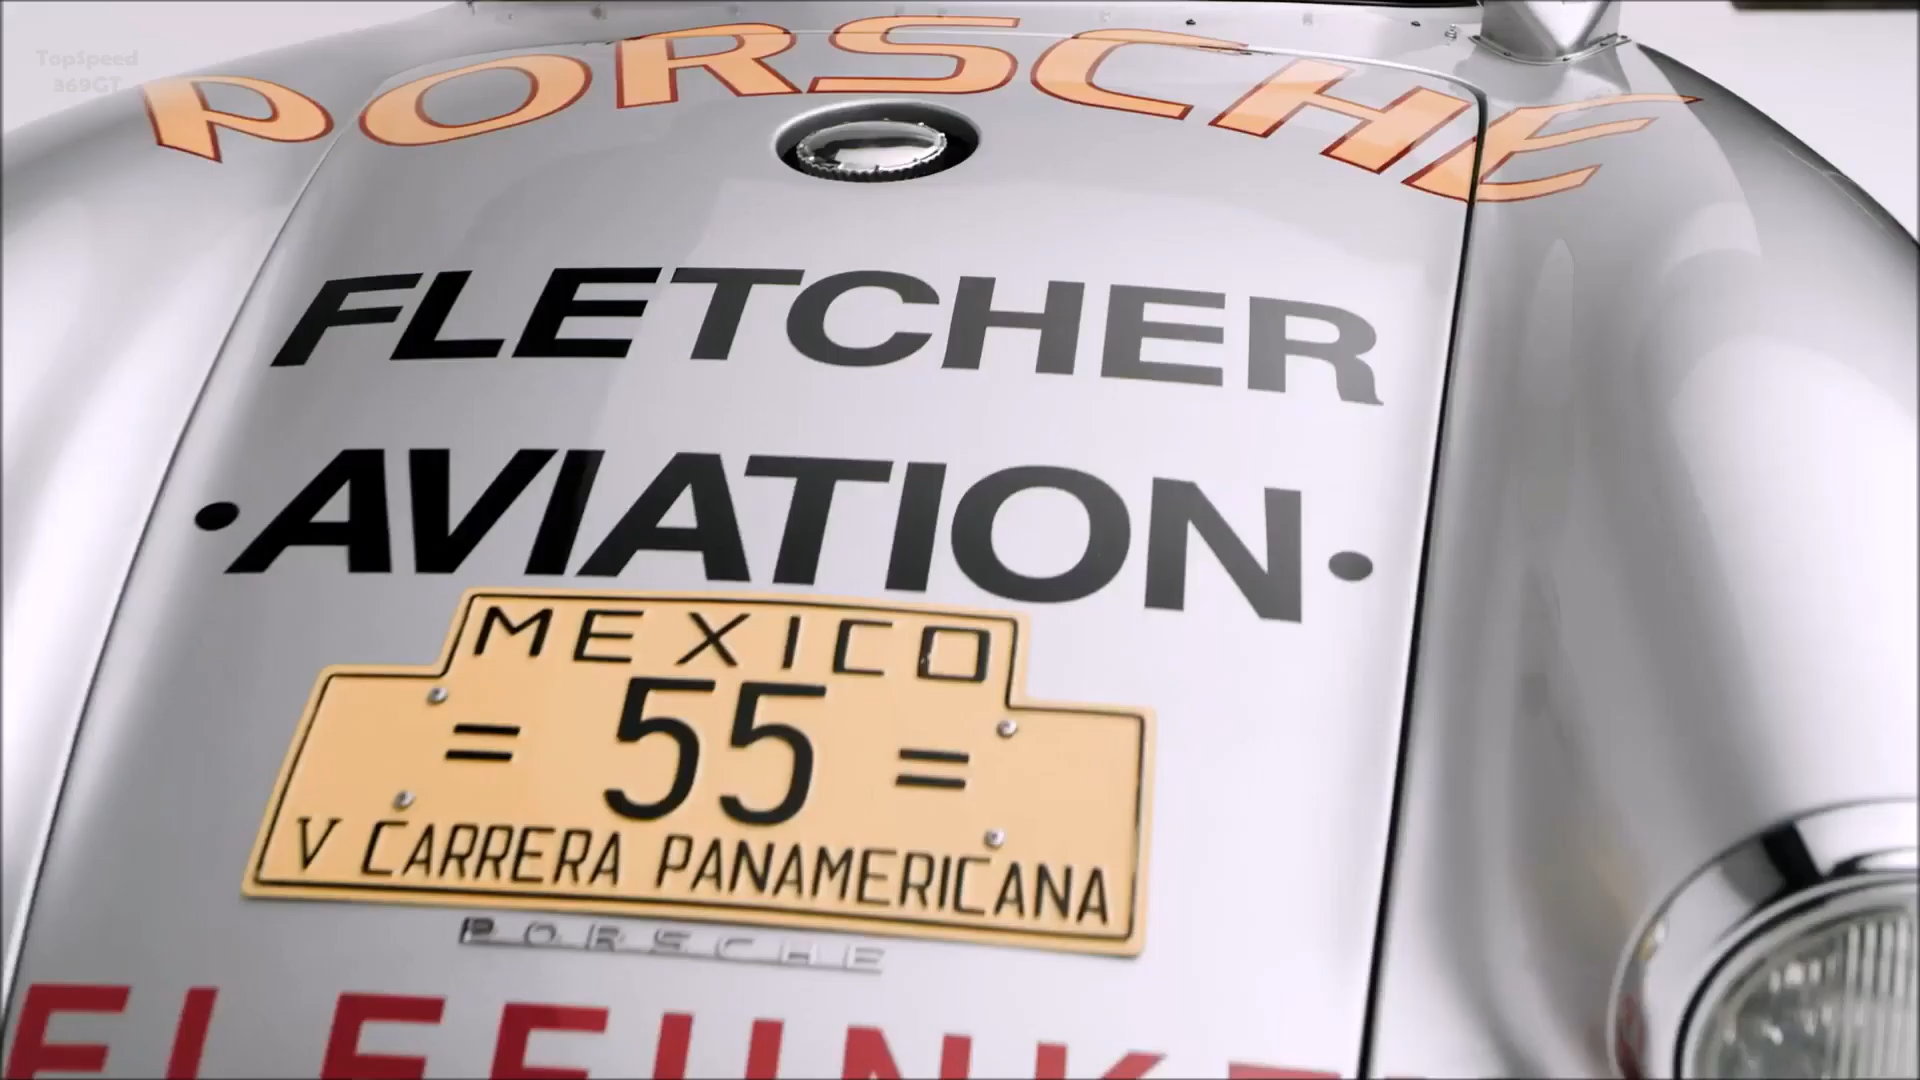 TopSpeed
369GT
PORSCHE
FLETCHER
·AVIATION·
MEXICO
= 55 =
V CARRERA PANAMERICANA
PORSCHE